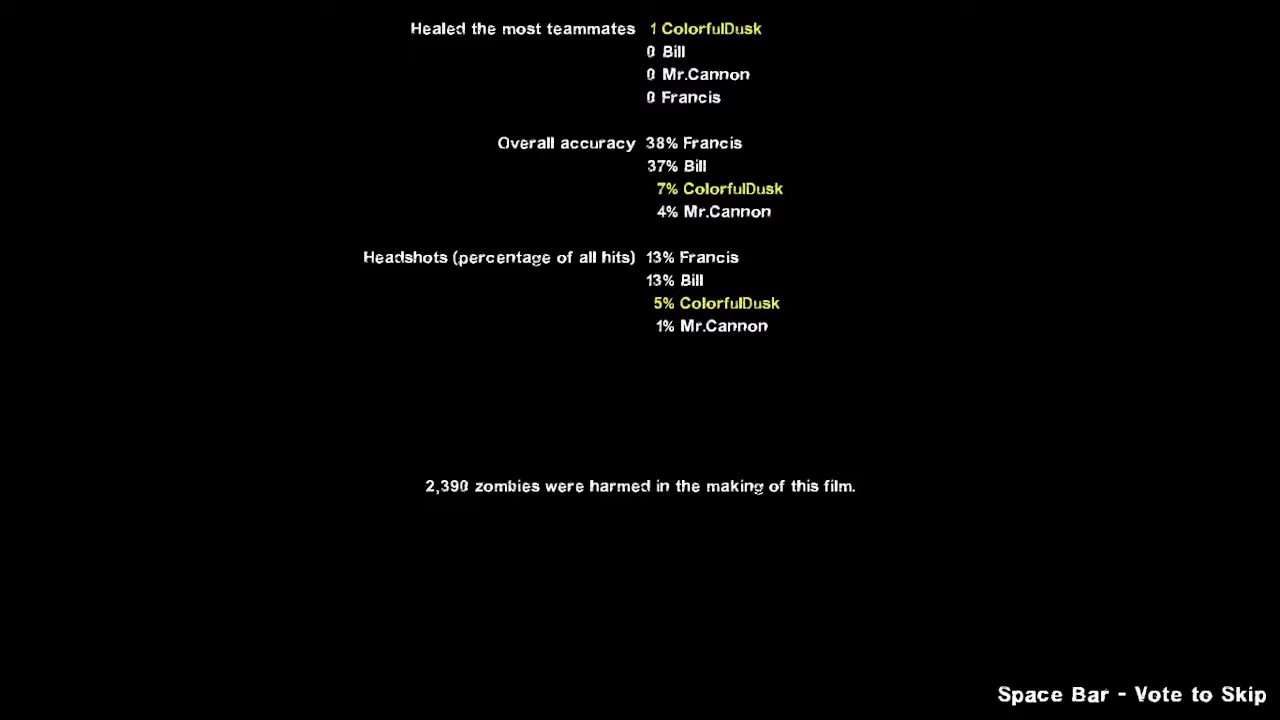 Healed the most teammates 1 ColorfulDusk
0 Bill
0 Mr.Cannon
0 Francis
Overall accuracy 38% Francis
37% Bill
7% ColorfulDusk
4% Mr.Cannon
Headshots (percentage of all hits) 13% Francis
13% Bill
5% ColorfulDusk
1% Mr.Cannon
2,390 zombies were harmed in the making of this film.
Space Bar - Vote to Skip